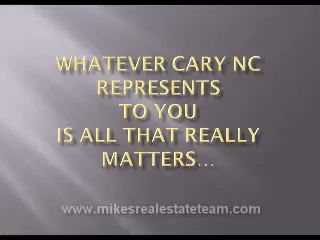 WHATEVER CARY NC
REPRESENTS
TO YOU
IS ALL THAT REALLY
MATTERS...
www.mikesrealestateteam.com